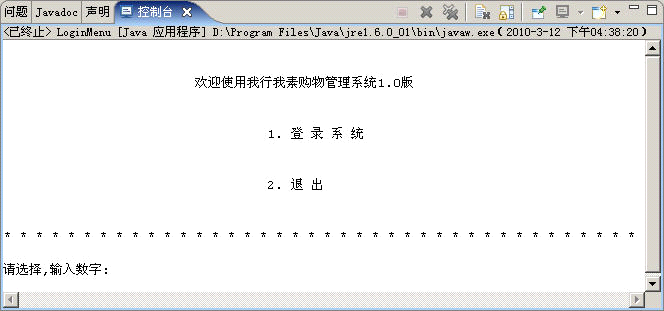 问题 Javadoc 声明 控制台
<已终止> LoginMenu [Java 应用程序] D:\Program Files\Java\jre1.6.0_01\bin\javaw.exe (2010-3-12 下午04:38:20)
欢迎使用我行我素购物管理系统1.0版
1. 登 录 系 统
2. 退 出
* * * * * * * * * * * * * * * * * * * * * * * * * * * * * * * * * * * * * * * *
请选择,输入数字: